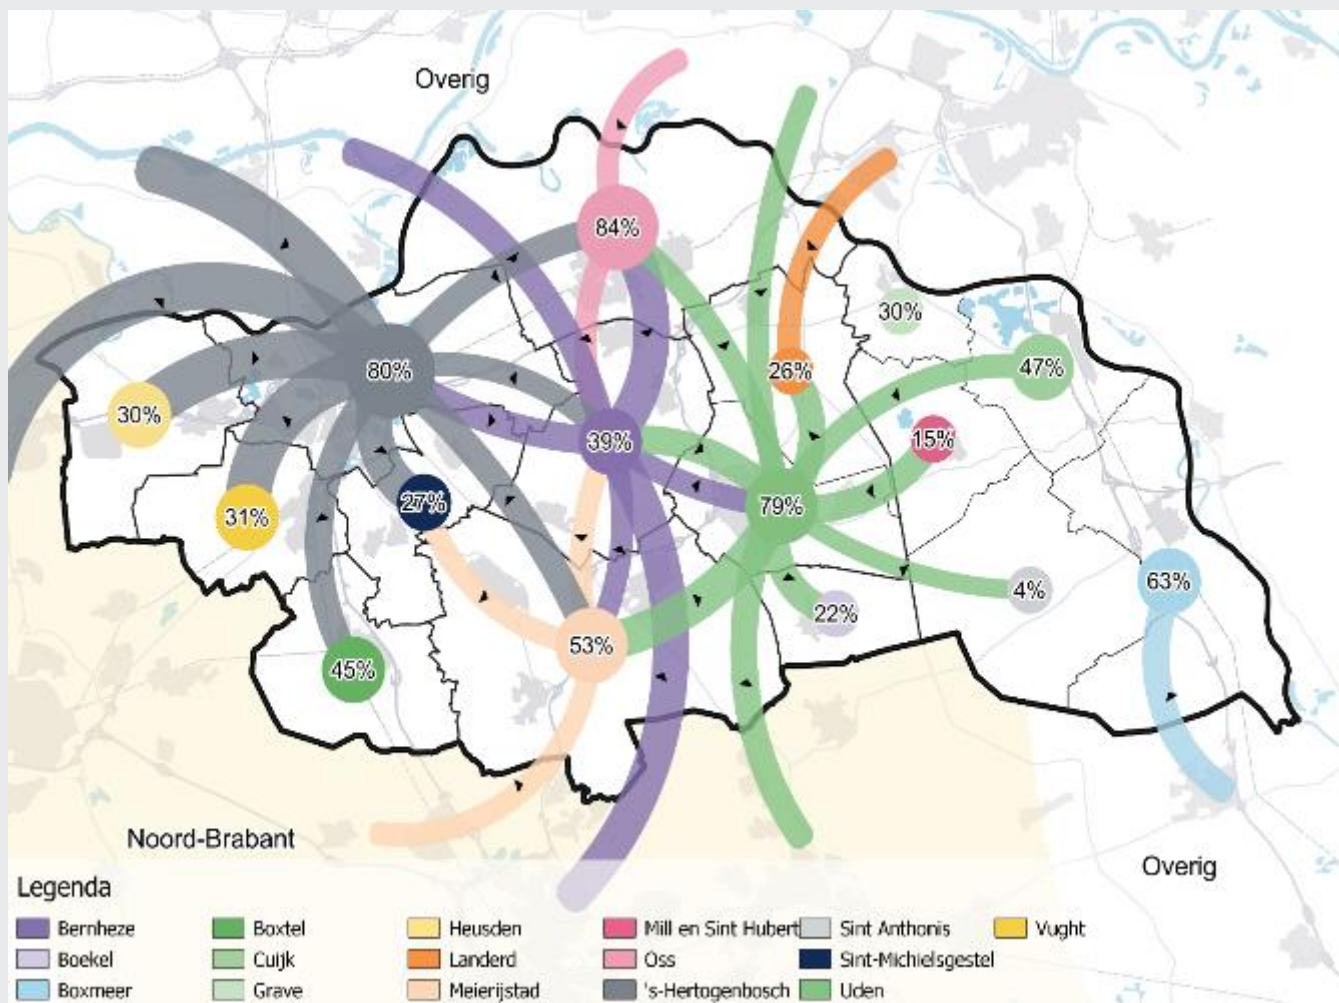 Overig
84%
30%
26%
47%
80%
30%
39%
15%
79%
27%
31%
4%
63%
22%
53%
45%
Noord-Brabant
Overig
Legenda
Bernheze
Boxtel
Heusden
Mill en Sint Hubert
Sint Anthonis
Vught
Boekel
Cuijk
Landerd
Oss
Sint-Michielsgestel
Boxmeer
Grave
Meierijstad
's-Hertogenbosch
Uden